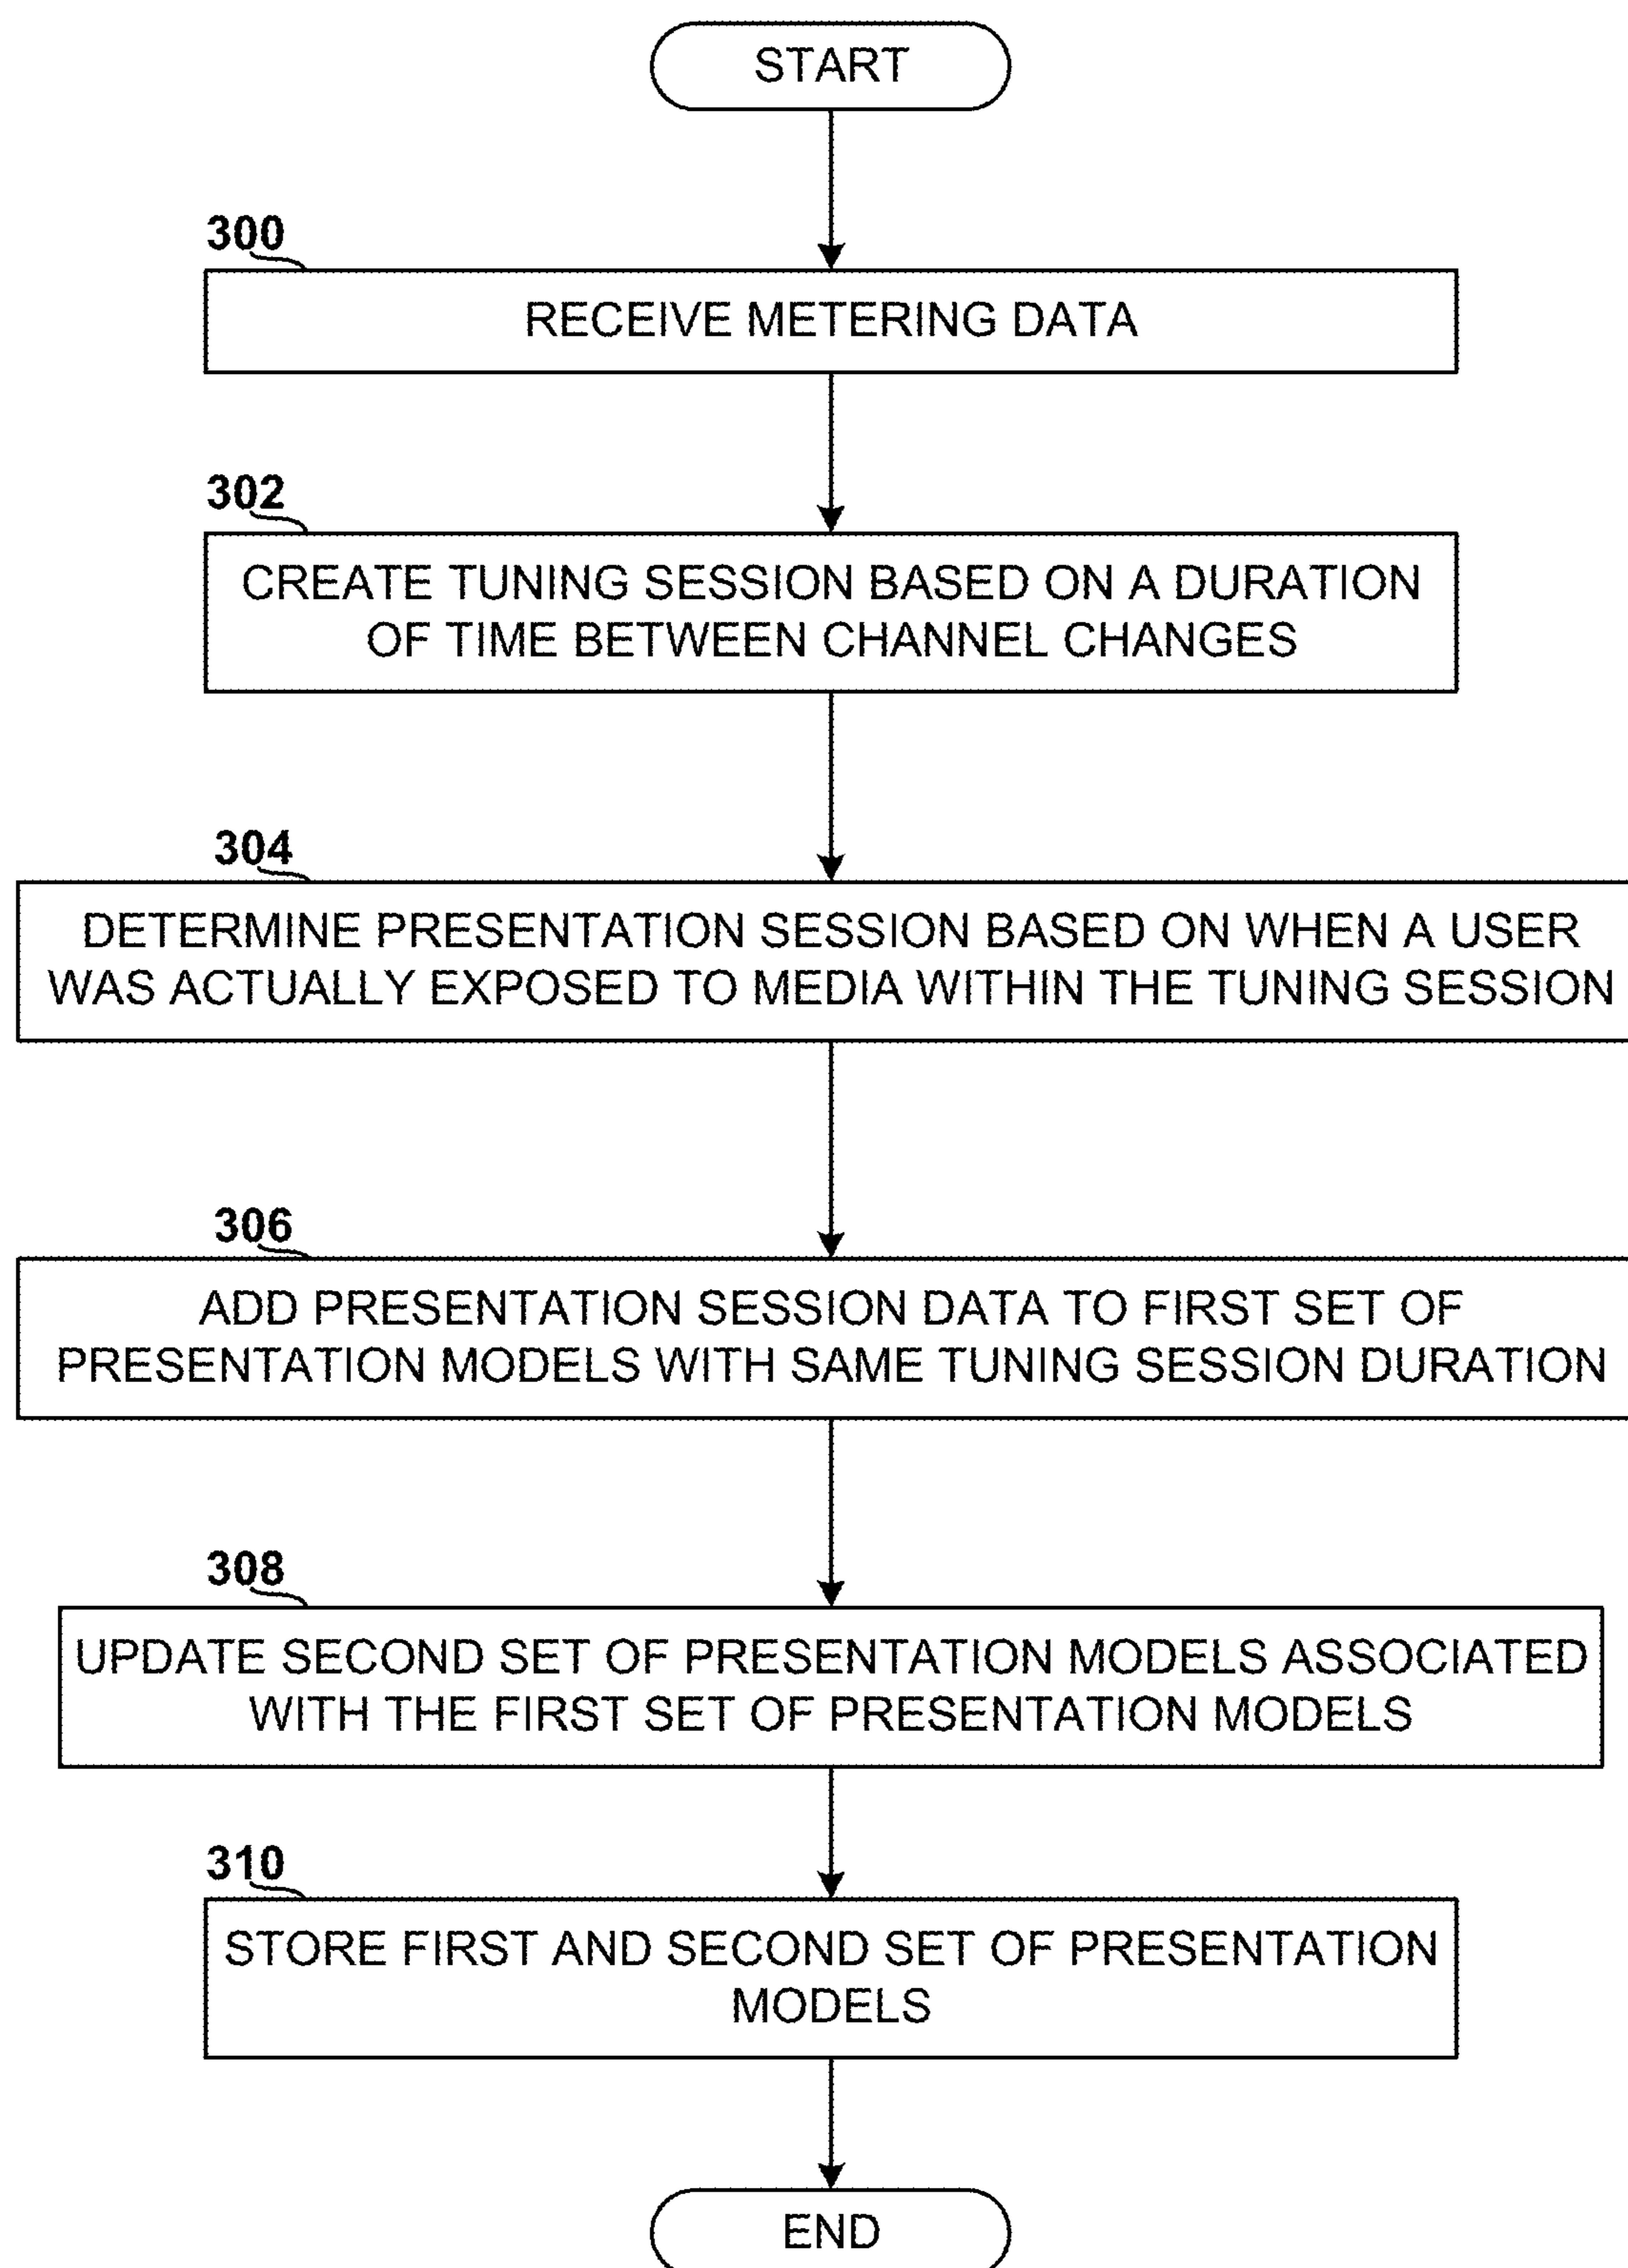 START
300
RECEIVE METERING DATA
302
CREATE TUNING SESSION BASED ON A DURATION
OF TIME BETWEEN CHANNEL CHANGES
304
DETERMINE PRESENTATION SESSION BASED ON WHEN A USER
WAS ACTUALLY EXPOSED TO MEDIA WITHIN THE TUNING SESSION
306
ADD PRESENTATION SESSION DATA TO FIRST SET OF
PRESENTATION MODELS WITH SAME TUNING SESSION DURATION
308
UPDATE SECOND SET OF PRESENTATION MODELS ASSOCIATED
WITH THE FIRST SET OF PRESENTATION MODELS
310
STORE FIRST AND SECOND SET OF PRESENTATION
MODELS
END